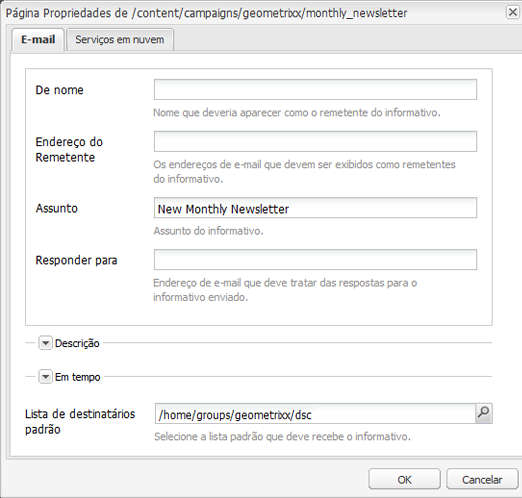 Página Propriedades de /content/campaigns/geometrixx/monthly_newsletter
E-mail
Serviços em nuvem
De nome
Nome que deveria aparecer como o remetente do informativo.
Endereço do
Remetente
Os endereços de e-mail que devem ser exibidos como remetentes
do informativo.
Assunto
New Monthly Newsletter
Assunto do informativo.
Responder para
Endereço de e-mail que deve tratar das respostas para o
informativo enviado.
Descrição
Em tempo
Lista de destinatários
padrão
/home/groups/geometrixx/dsc
Selecione a lista padrão que deve recebe o informativo.
OK
Cancelar